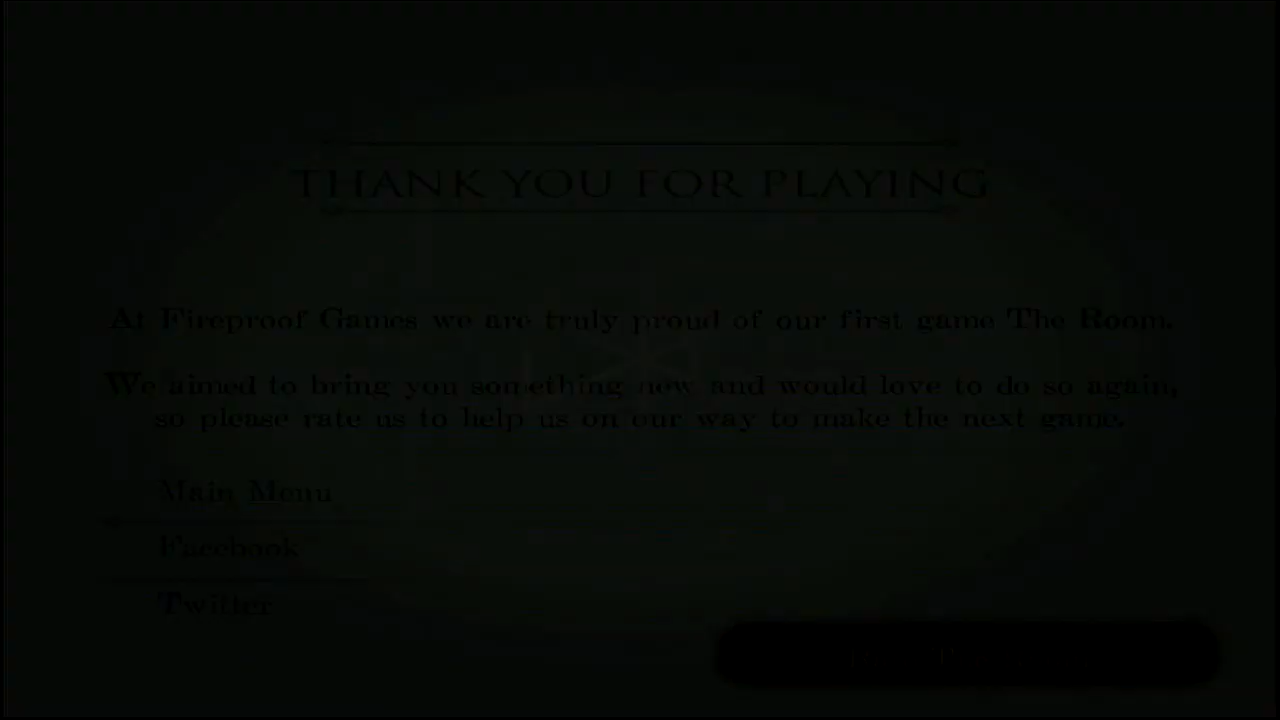 THANK YOU FOR PLAYING
At Fireproof Games we are truly proud of our first game The Room.
We aimed to bring you something new and would love to do so again,
so please rate us to help us on our way to make the next game.
Main Menu
Facebook
Twitter